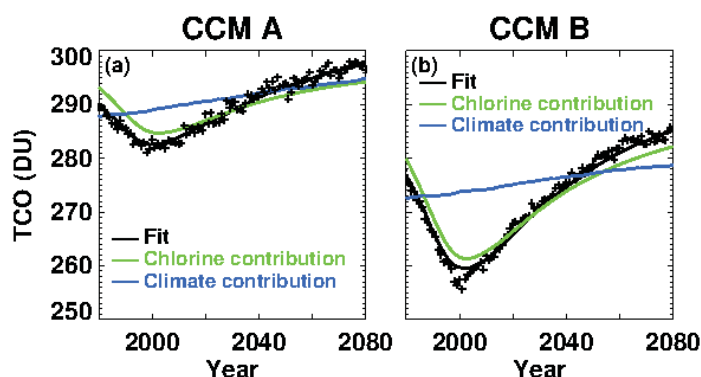 CCM A
CCM B
(a)
(b)
Fit
Chlorine contribution
Climate contribution
Fit
Chlorine contribution
Climate contribution
TCO (DU)
300
290
280
270
260
250
2000
2040
2080
2000
2040
2080
Year
Year